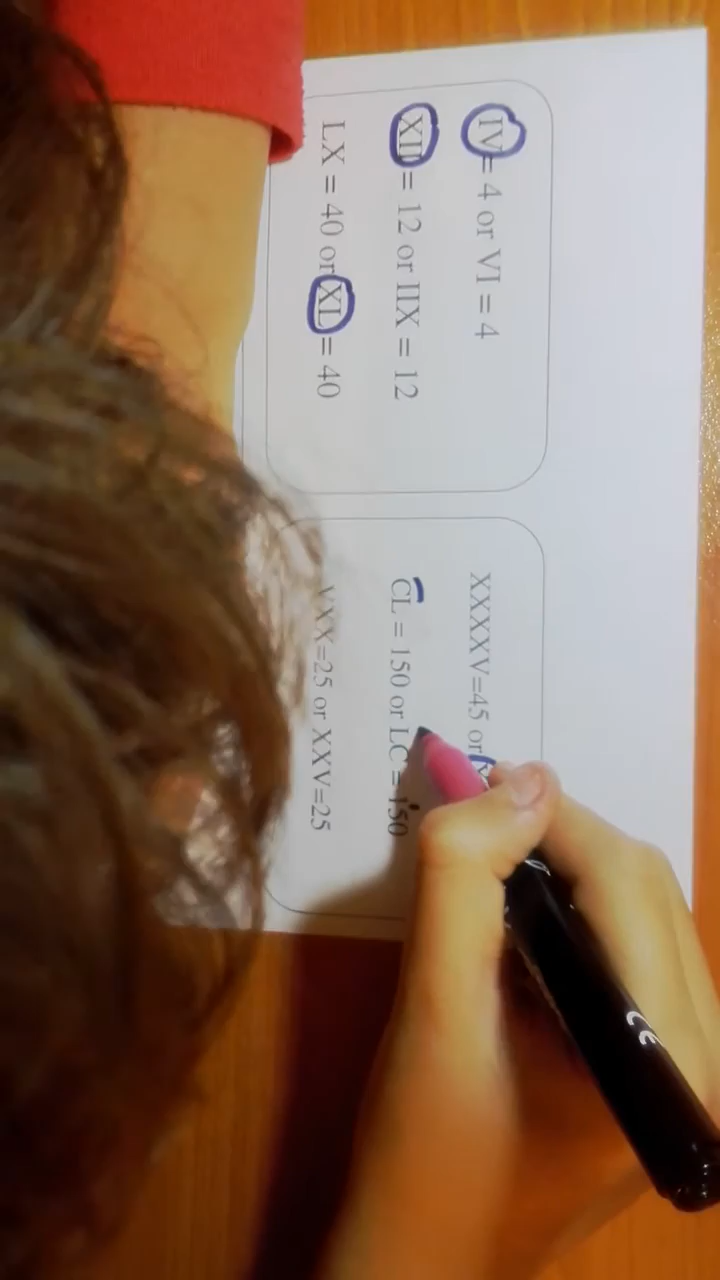 IV = 4 or VI = 4
XII = 12 or IIX = 12
LX = 40 or XL = 40
XXXXV=45 or
CL = 150 or LC = 150
VXX=25 or XXV=25
CE